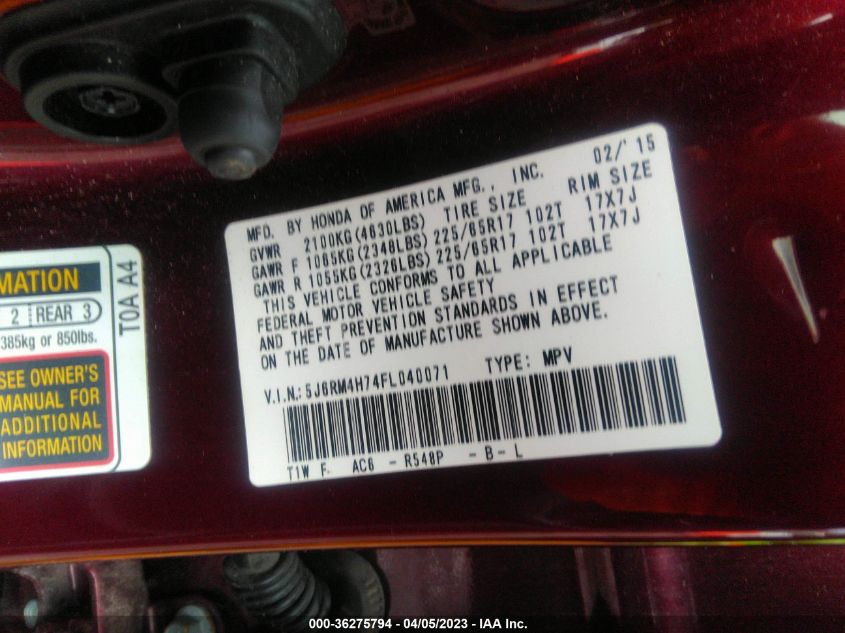 MFD. BY HONDA OF AMERICA MFG., INC. 02/'15
GVWR 2100KG(4630LBS) TIRE SIZE RIM SIZE
GAWR F 1065KG(2348LBS) 225/65R17 102T 17X7J
GAWR R 1055KG(2326LBS) 225/65R17 102T 17X7J
THIS VEHICLE CONFORMS TO ALL APPLICABLE
FEDERAL MOTOR VEHICLE SAFETY
AND THEFT PREVENTION STANDARDS IN EFFECT
ON THE DATE OF MANUFACTURE SHOWN ABOVE.
V.I.N.: 5J6RM4H74FL040071 TYPE: MPV
T1W F. AC6 - R548P - B - L
MATION
2 REAR 3
385kg or 850lbs.
SEE OWNER'S
MANUAL FOR
ADDITIONAL
INFORMATION
T0A A4
000-36275794 - 04/05/2023 - IAA Inc.